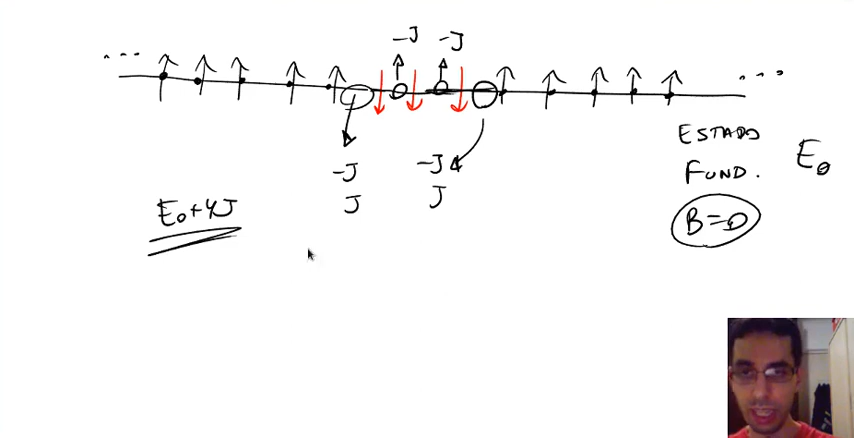 -J -J
... ...
ESTADO
FUND. E₀
B=0
-J -J
J J
E₀+4J